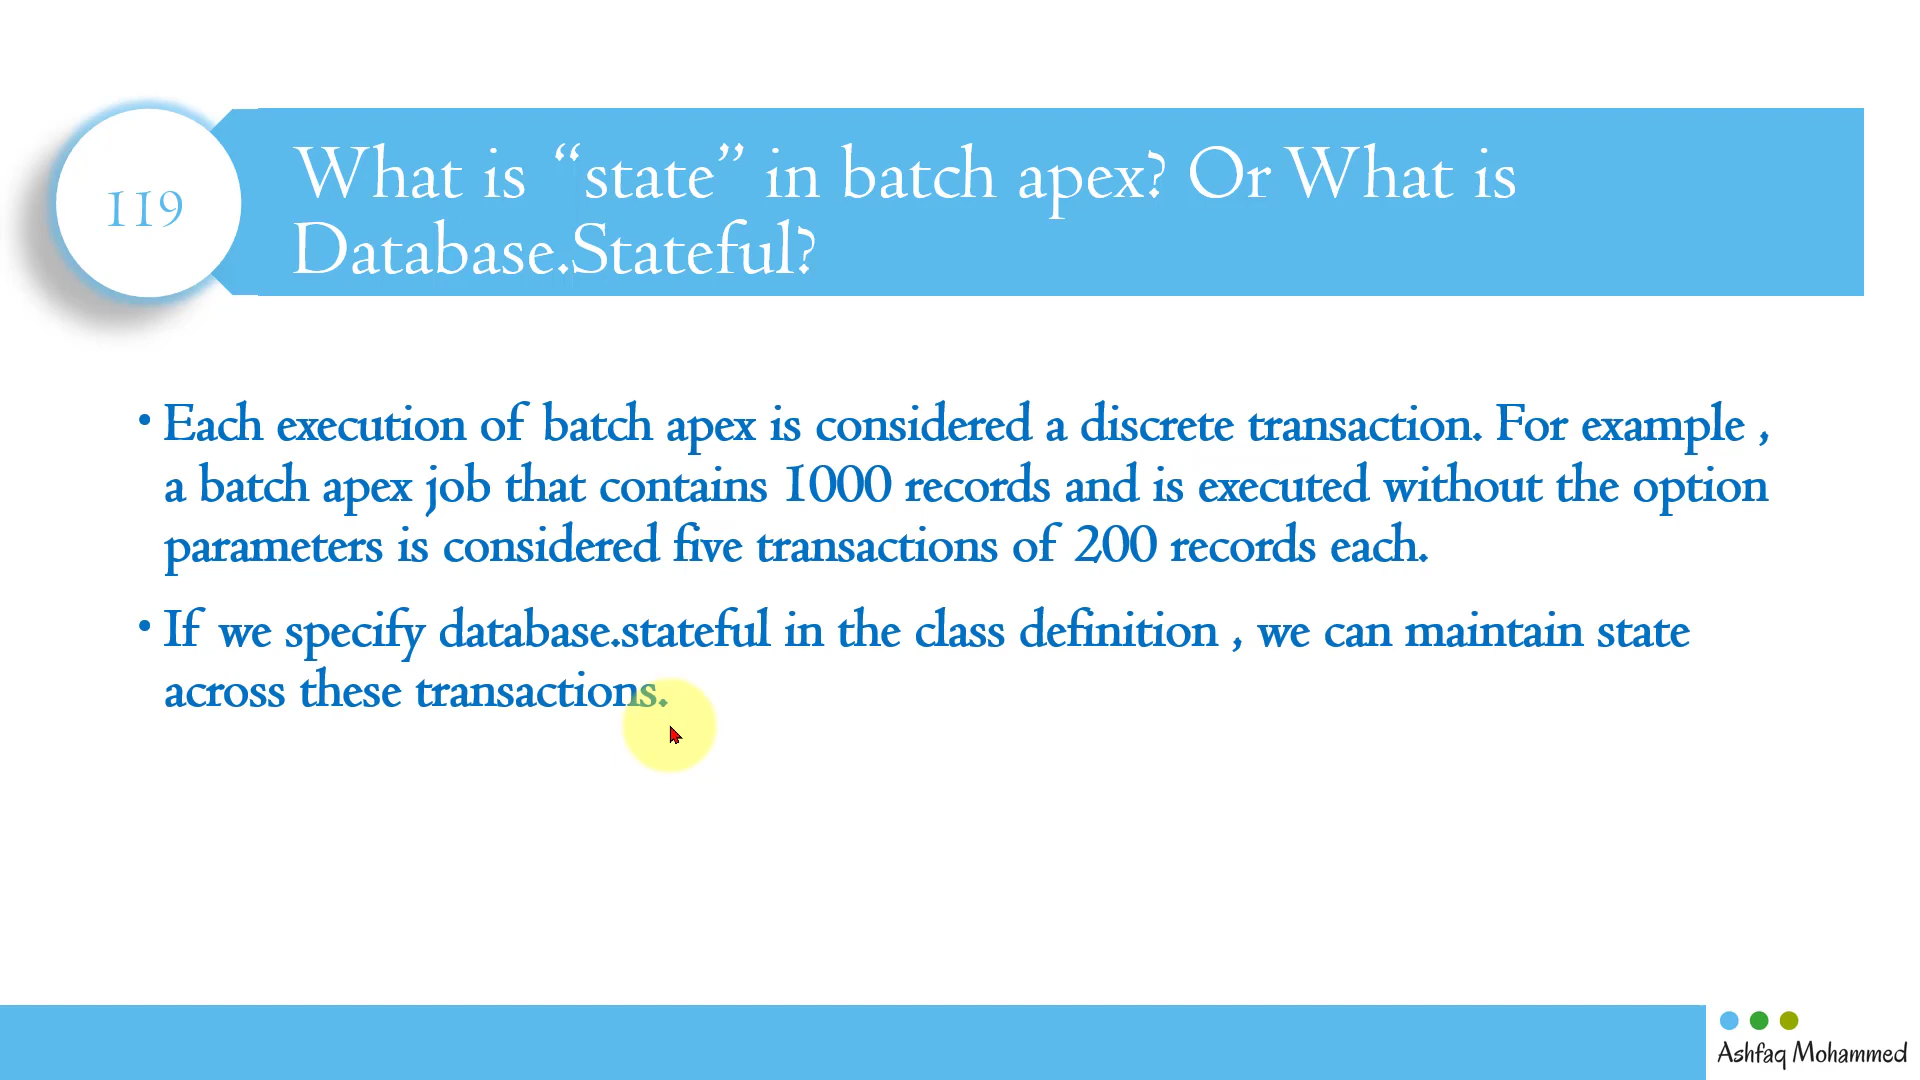 119
What is “state” in batch apex? Or What is
Database.Stateful?
• Each execution of batch apex is considered a discrete transaction. For example ,
a batch apex job that contains 1000 records and is executed without the option
parameters is considered five transactions of 200 records each.
• If we specify database.stateful in the class definition , we can maintain state
across these transactions.
Ashfaq Mohammed